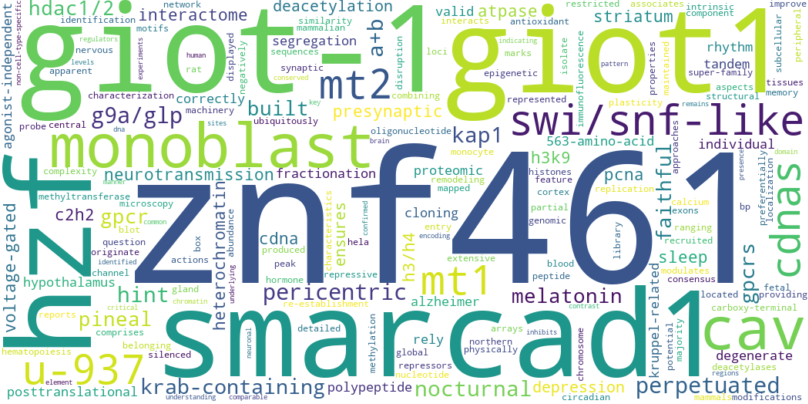 hdac1/2
identification
network
motifs
deacetylation
interactome
similarity
mammalian
a+b
valid
atpase
interacts
associates
restricted
intrinsic
component
improve
antioxidant
striatum
agonist-independent
non-cell-type-specific
giot-1
giot1
nervous
regulators
levels
apparent
experiments
human
rat
displayed
negatively
segregation
sequences
synaptic
conserved
mt2
disruption
loci
marks
epigenetic
indicating
isolate
immunofluorescence
pattern
properties
maintained
rhythm
tandem
super-family
aspects
structural
subcellular
peripheral
tissues
memory
characterization
correctly
machinery
ubiquitously
probe
central
dna
g9a/glp
sites
built
key
presynaptic
combining
represented
plasticity
remains
swi/snf-like
monoblast
oligonucleotide
brain
kap1
monocyte
563-amino-acid
individual
approaches
complexity
neurotransmission
fractionation
proteomic
remodeling
mapped
h3k9
histones
feature
cortex
pcna
replication
calcium
partial
genomic
exons
faithful
presence
bp
preferentially
localization
domain
cdnas
hzf
znf461
methyltransferase
manner
microscopy
common
c2h2
gpcr
blot
question
originate
identified
box
actions
heterochromatin
abundance
underlying
cdna
produced
peak
hormone
repressive
ensures
characteristics
confirmed
hela
h3/h4
cloning
entry
encoding
extensive
mt1
blood
peptide
library
ranging
recruited
modulates
consensus
sleep
gpcrs
located
providing
fetal
carboxy-terminal
voltage-gated
channel
hypothalamus
hint
gland
chromatin
critical
pineal
reports
comprises
pericentric
re-establishment
alzheimer
melatonin
kruppel-related
smarcad1
cav
belonging
hematopoiesis
silenced
u-937
element
posttranslational
detailed
neuronal
methylation
rely
global
repressors
nucleotide
arrays
northern
physically
inhibits
contrast
chromosome
potential
majority
degenerate
deacetylases
regions
krab-containing
understanding
polypeptide
comparable
nocturnal
depression
circadian
perpetuated
mammals
modifications